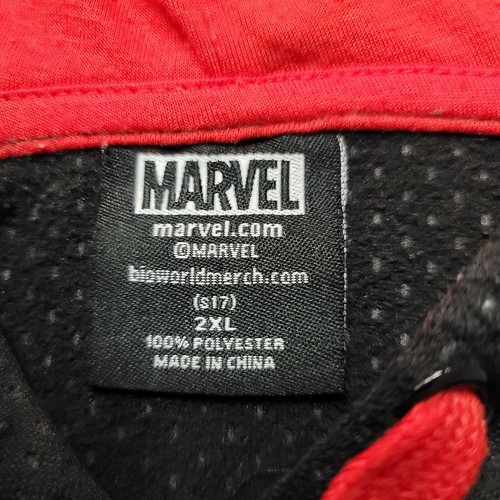 MARVEL
marvel.com
©MARVEL
bioworldmerch.com
(S17)
2XL
100% POLYESTER
MADE IN CHINA